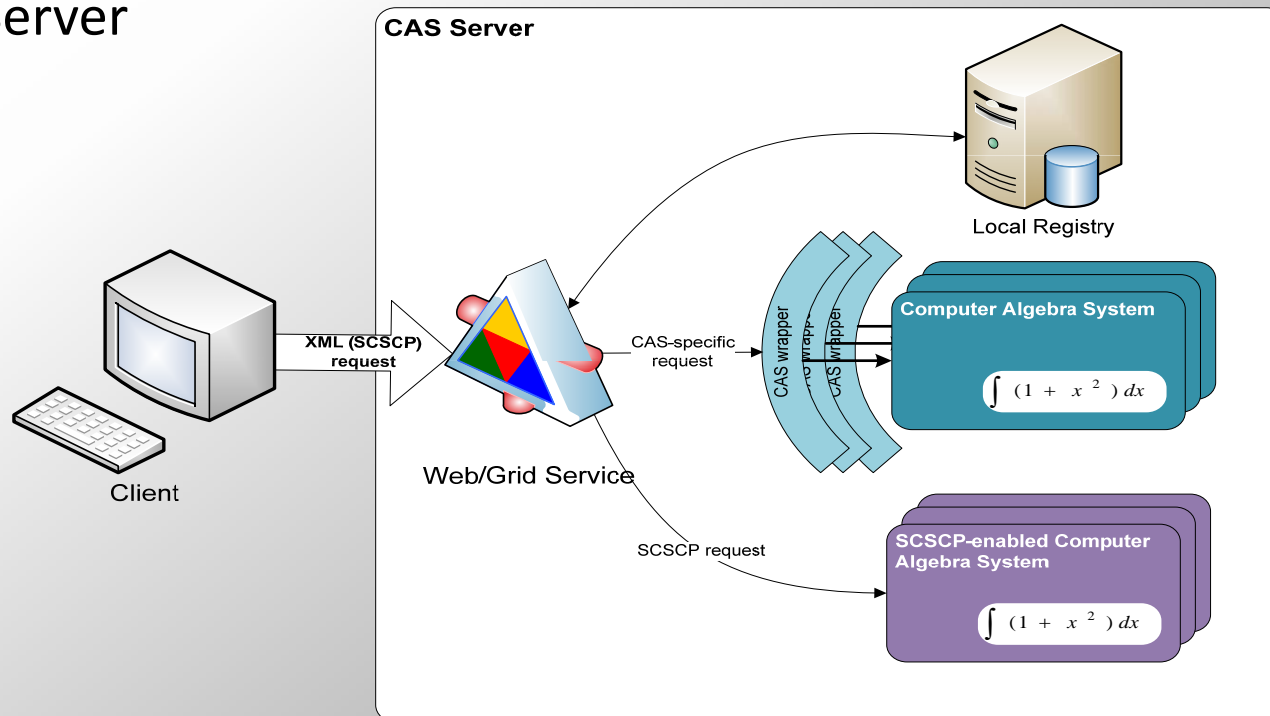 erver
CAS Server
Local Registry
XML (SCSCP)
request
CAS-specific
request
CAS wrapper
CAS wrapper
Computer Algebra System
∫ (1 + x ² ) dx
Web/Grid Service
Client
SCSCP request
SCSCP-enabled Computer
Algebra System
∫ (1 + x ² ) dx